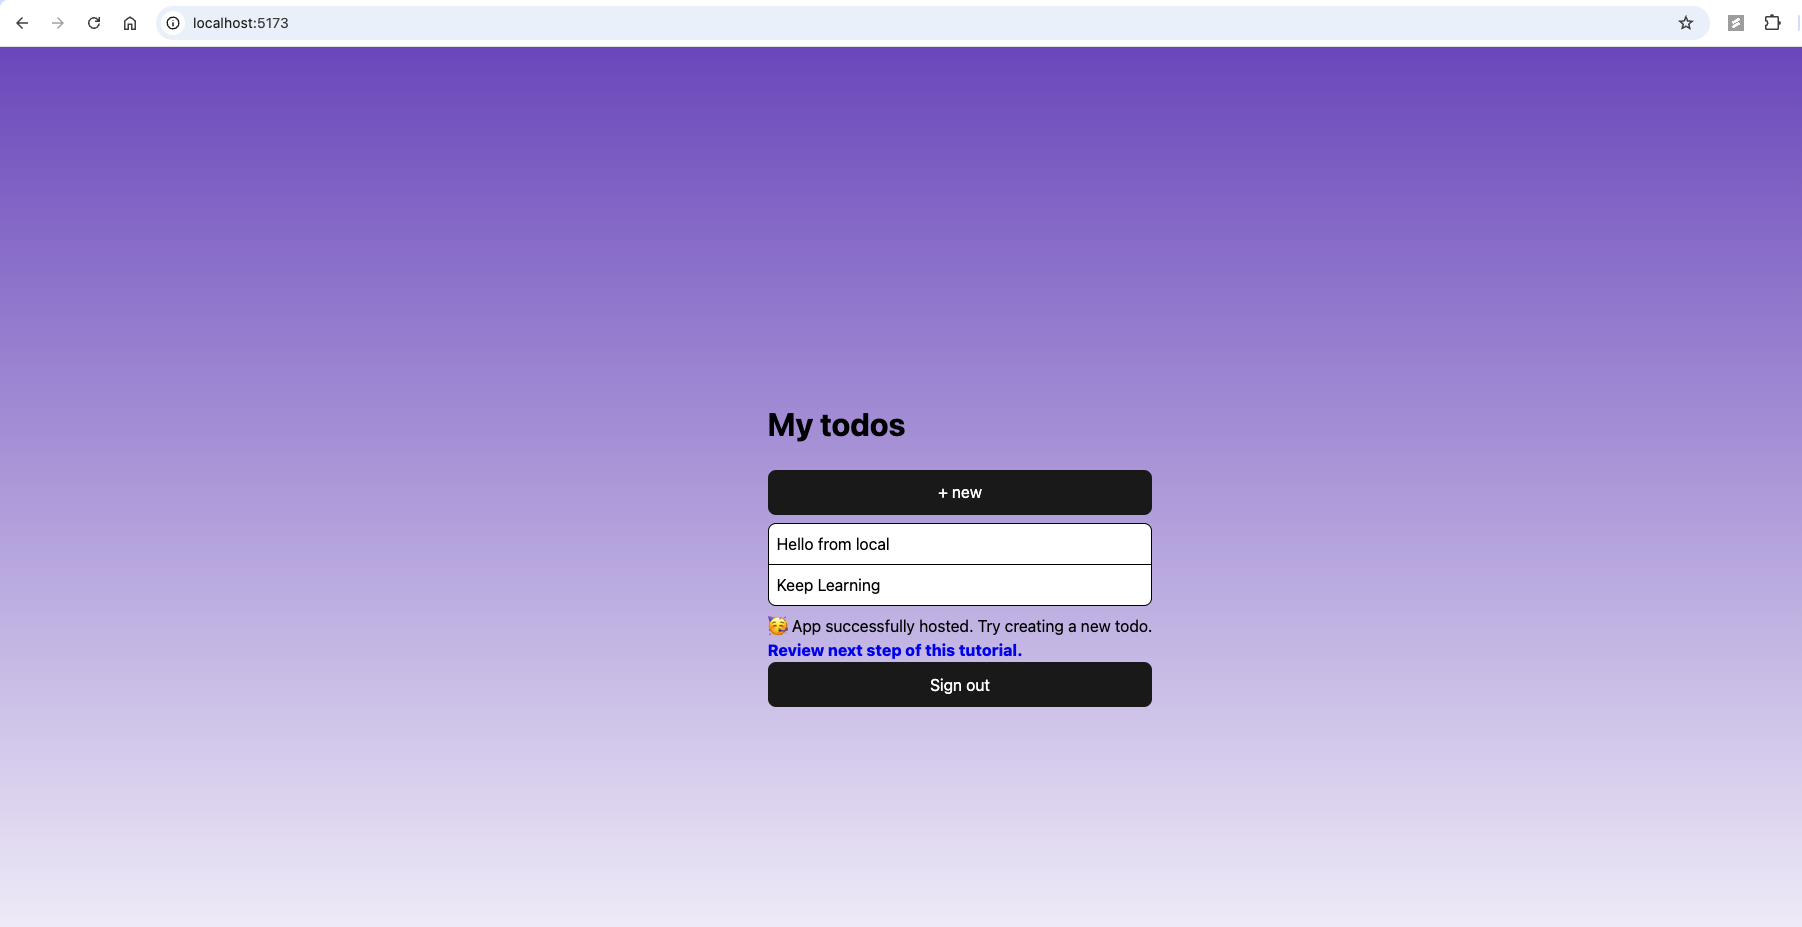 localhost:5173
My todos
+ new
Hello from local
Keep Learning
🥳 App successfully hosted. Try creating a new todo.
Review next step of this tutorial.
Sign out